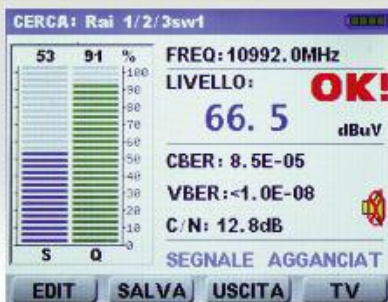 CERCA: Rai 1/2/3sw1
53 91 %
FREQ:10992.0MHz
LIVELLO:
OK!
66.5 dBuV
CBER: 8.5E-05
VBER:<1.0E-08
C/N: 12.8dB
SEGNALE AGGANCIAT
100
90
80
70
60
50
40
30
20
10
0
S Q
EDIT SALVA USCITA TV